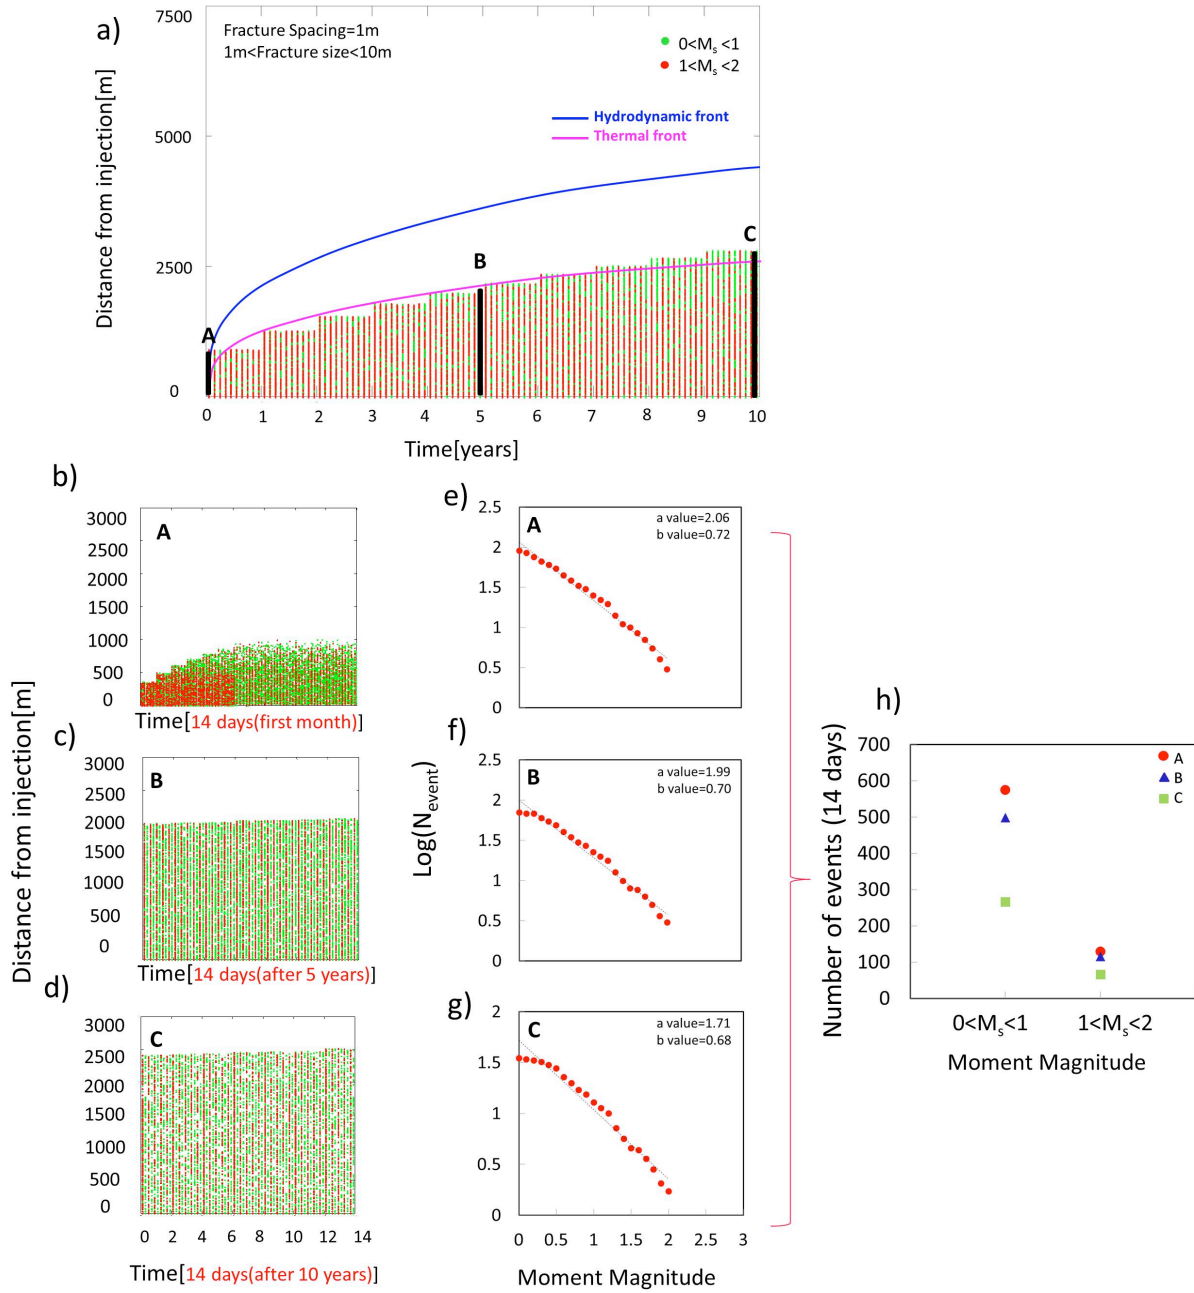 a)
7500
5000
2500
0
Distance from injection[m]
Fracture Spacing=1m
1m<Fracture size<10m
0<Ms <1
1<Ms <2
Hydrodynamic front
Thermal front
A
B
C
0 1 2 3 4 5 6 7 8 9 10
Time[years]
b)
3000
2500
2000
1500
1000
500
0
A
Time[14 days(first month)]
c)
3000
2500
2000
1500
1000
500
0
B
Time[14 days(after 5 years]
d)
3000
2500
2000
1500
1000
500
0
C
0 2 4 6 8 10 12 14
Time[14 days(after 10 years]
Distance from injection[m]
e)
2.5
2
1.5
1
0.5
0
A
a value=2.06
b value=0.72
f)
2.5
2
1.5
1
0.5
0
B
a value=1.99
b value=0.70
g)
2
1.5
1
0.5
0
C
a value=1.71
b value=0.68
0 0.5 1 1.5 2 2.5 3
Moment Magnitude
Log(Nevent)
h)
700
600
500
400
300
200
100
0
A
B
C
0<Ms<1 1<Ms<2
Moment Magnitude
Number of events (14 days)